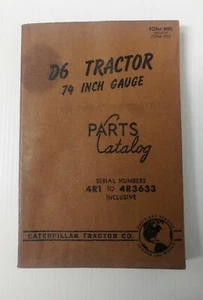 D6 TRACTOR
74 INCH GAUGE
PARTS
Catalog
SERIAL NUMBERS
4R1 TO 4R3633
INCLUSIVE
CATERPILLAR TRACTOR CO.